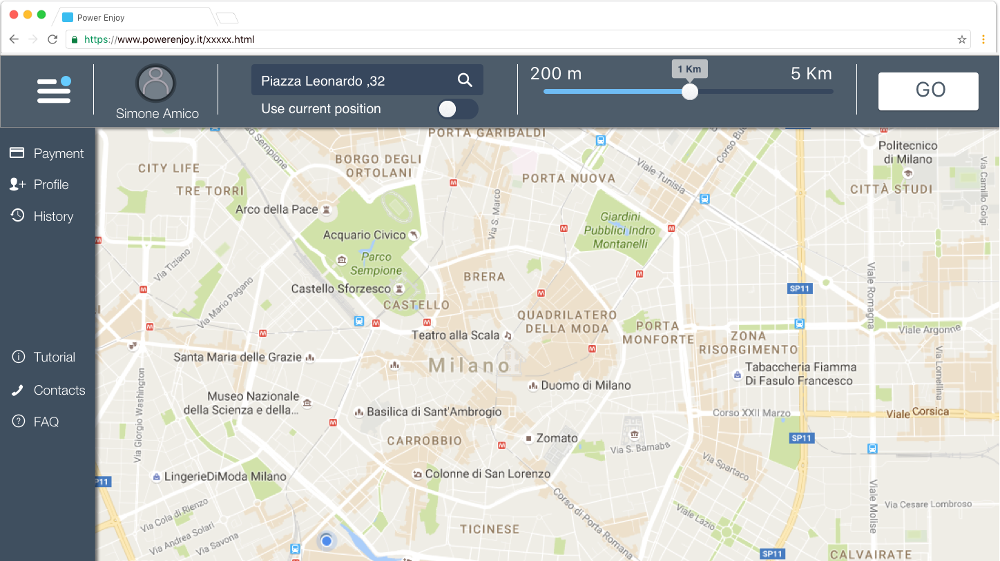 Power Enjoy
https://www.powerenjoy.it/xxxxx.html
Simone Amico
Piazza Leonardo ,32
Use current position
200 m
1 Km
5 Km
GO
Payment
Profile
History
Tutorial
Contacts
FAQ
PORTA GARIBALDI
Corso Sempione
Corso Bu
Politecnico
di Milano
CITY LIFE
BORGO DEGLI
ORTOLANI
Viale Tunisia
PORTA NUOVA
TRE TORRI
CITTÀ STUDI
Via Camillo Golgi
Arco della Pace
Via S. Marco
Giardini
Pubblici Indro
Montanelli
Acquario Civico
Parco
Sempione
Via Tiziano
BRERA
Castello Sforzesco
SP11
Via Mario Pagano
CASTELLO
Viale Romagna
QUADRILATERO
DELLA MODA
PORTA
MONFORTE
Viale Argonne
Teatro alla Scala
ZONA
RISORGIMENTO
Santa Maria delle Grazie
Milano
Tabaccheria Fiamma
Di Fasulo Francesco
Via Lomellina
Duomo di Milano
Museo Nazionale
della Scienza e della...
Basilica di Sant'Ambrogio
Corso XXII Marzo
Viale Corsica
Via Giorgio Washington
CARROBBIO
Zomato
SP11
Via S. Barnaba
Via Spartaco
LingerieDiModa Milano
Colonne di San Lorenzo
P11
Corso di Porta Romana
Viale Molise
Via Cesare Lombroso
Via Cola di Rienzo
Viale Lazio
Via Andrea Solari
TICINESE
Via Savona
SP11
CALVAIRATE